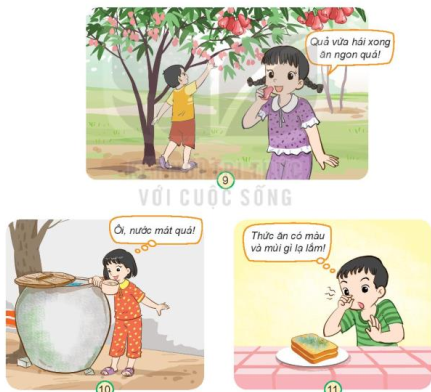 Quả vừa hái xong
ăn ngon quá!
9
VỚI CUỘC SỐNG
Ôi, nước mát quá!
Thức ăn có màu
và mùi gì lạ lắm!
10
11